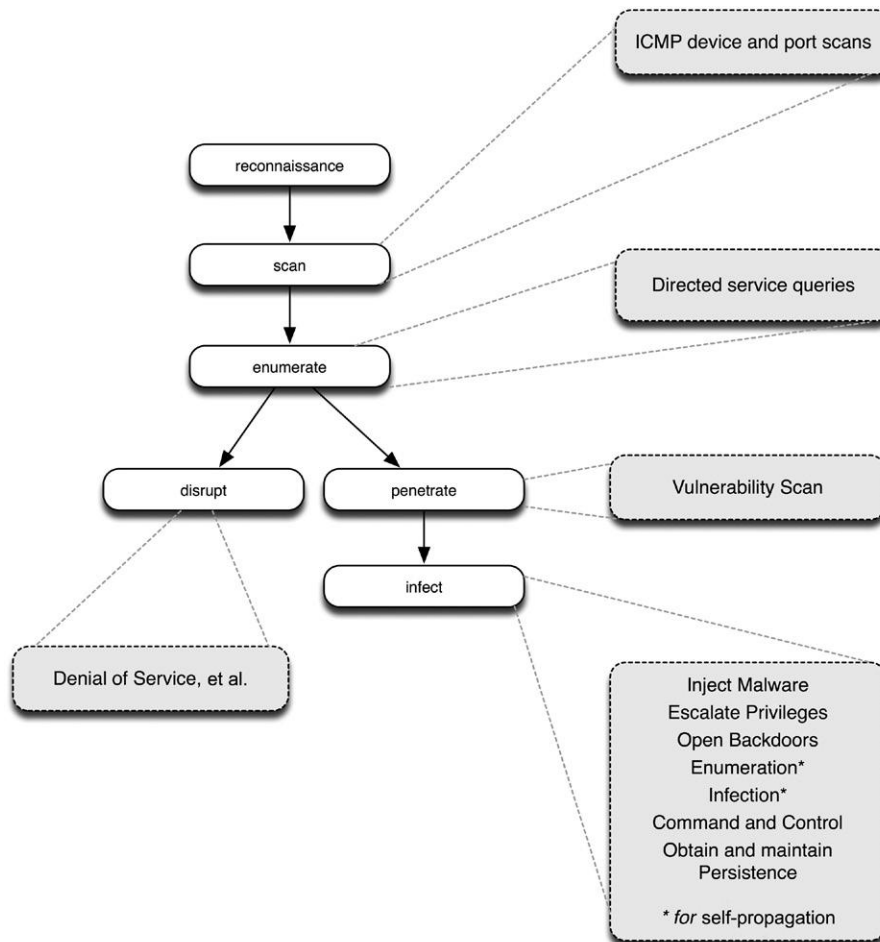 ICMP device and port scans
reconnaissance
scan
Directed service queries
enumerate
disrupt
penetrate
Vulnerability Scan
infect
Denial of Service, et al.
Inject Malware
Escalate Privileges
Open Backdoors
Enumeration*
Infection*
Command and Control
Obtain and maintain
Persistence
* for self-propagation